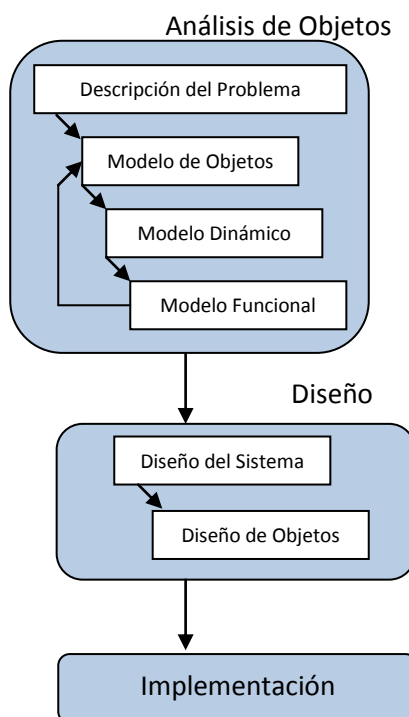 Análisis de Objetos
Descripción del Problema
Modelo de Objetos
Modelo Dinámico
Modelo Funcional
Diseño
Diseño del Sistema
Diseño de Objetos
Implementación